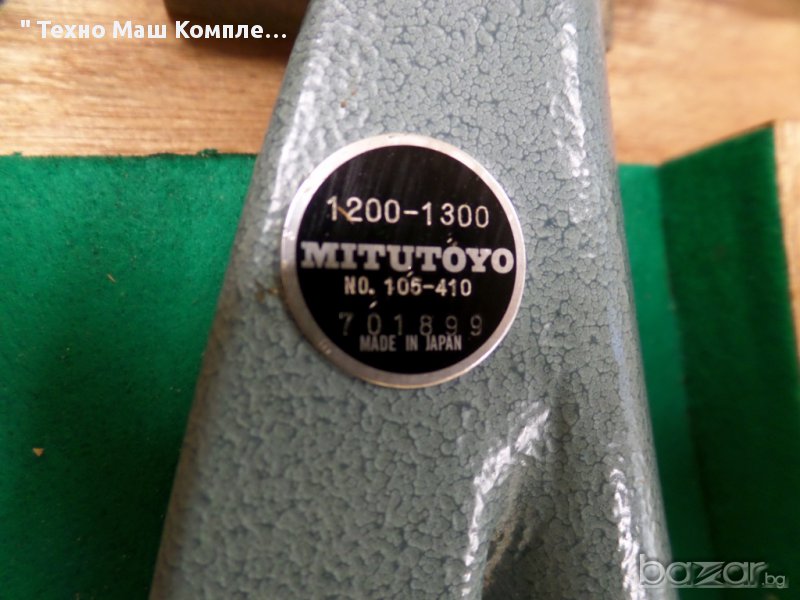 " Техно Маш Компле...
1200-1300
MITUTOYO
NO. 105-410
701899
MADE IN JAPAN
bazar.bg